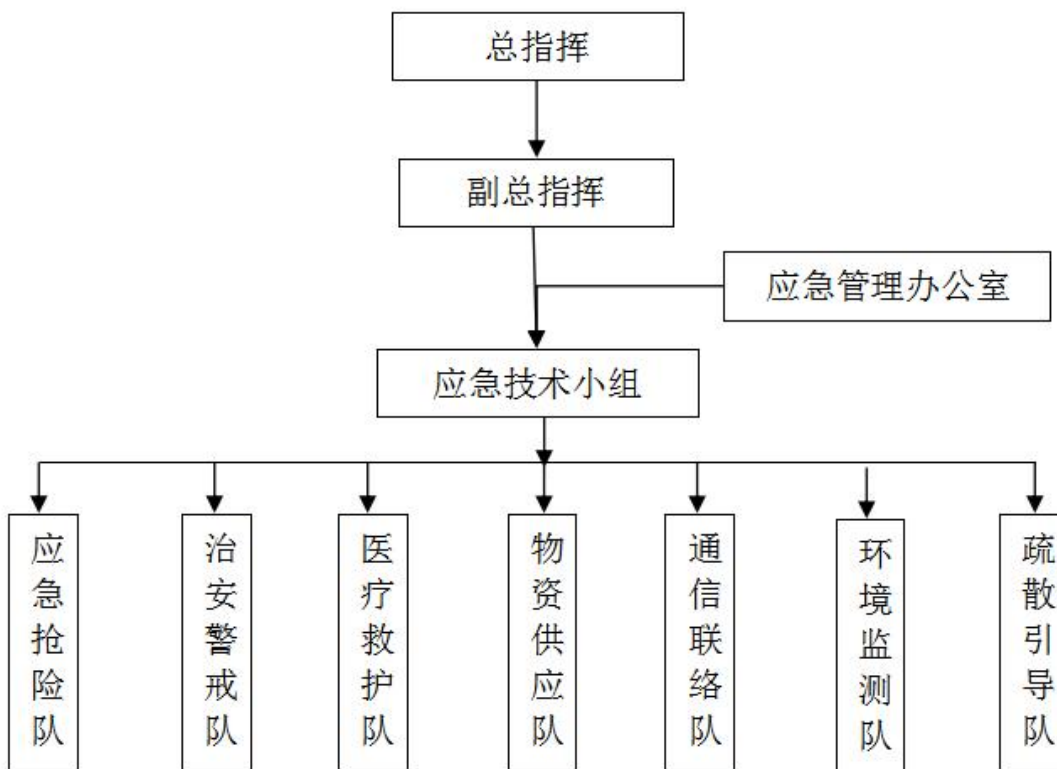 总指挥
副总指挥
应急管理办公室
应急技术小组
应急抢险队
治安警戒队
医疗救护队
物资供应队
通信联络队
环境监测队
疏散引导队